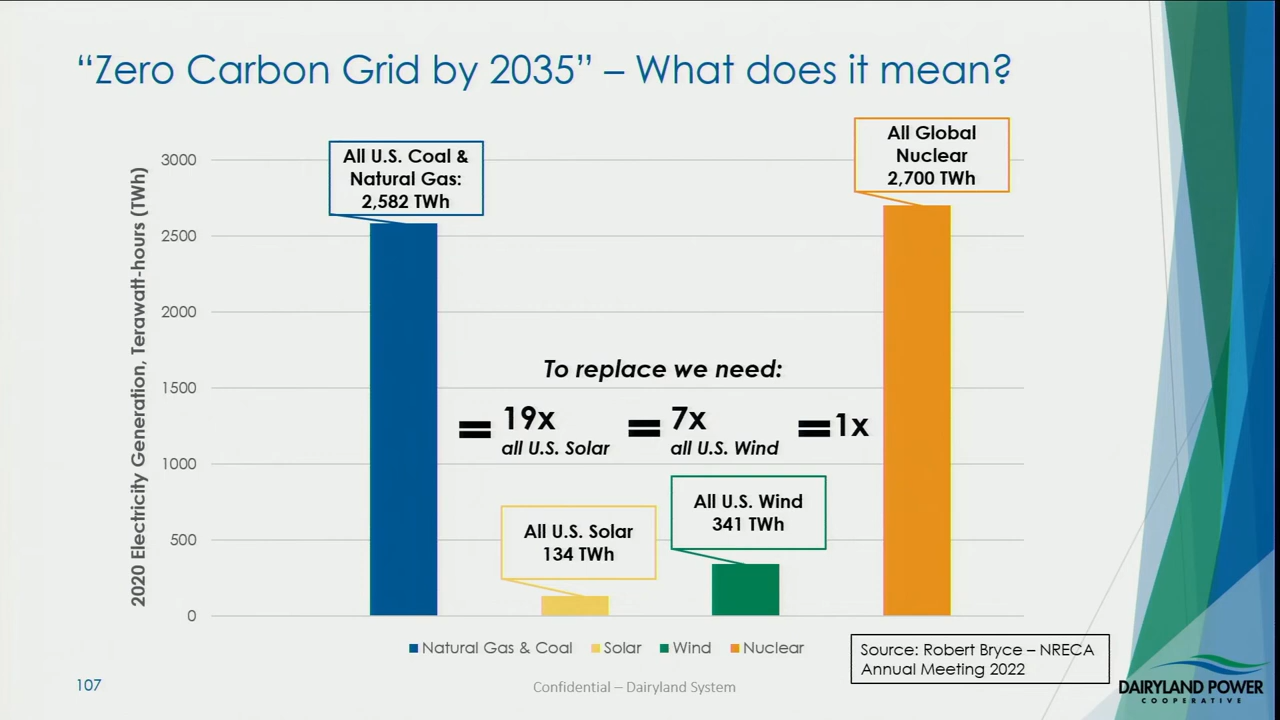 “Zero Carbon Grid by 2035” – What does it mean?
2020 Electricity Generation, Terawatt-hours (TWh)
3000
2500
2000
1500
1000
500
0
All U.S. Coal &
Natural Gas:
2,582 TWh
All Global
Nuclear
2,700 TWh
To replace we need:
= 19x
all U.S. Solar
= 7x
all U.S. Wind
= 1x
All U.S. Solar
134 TWh
All U.S. Wind
341 TWh
Natural Gas & Coal
Solar
Wind
Nuclear
Source: Robert Bryce – NRECA
Annual Meeting 2022
107
Confidential – Dairyland System
DAIRYLAND POWER
COOPERATIVE